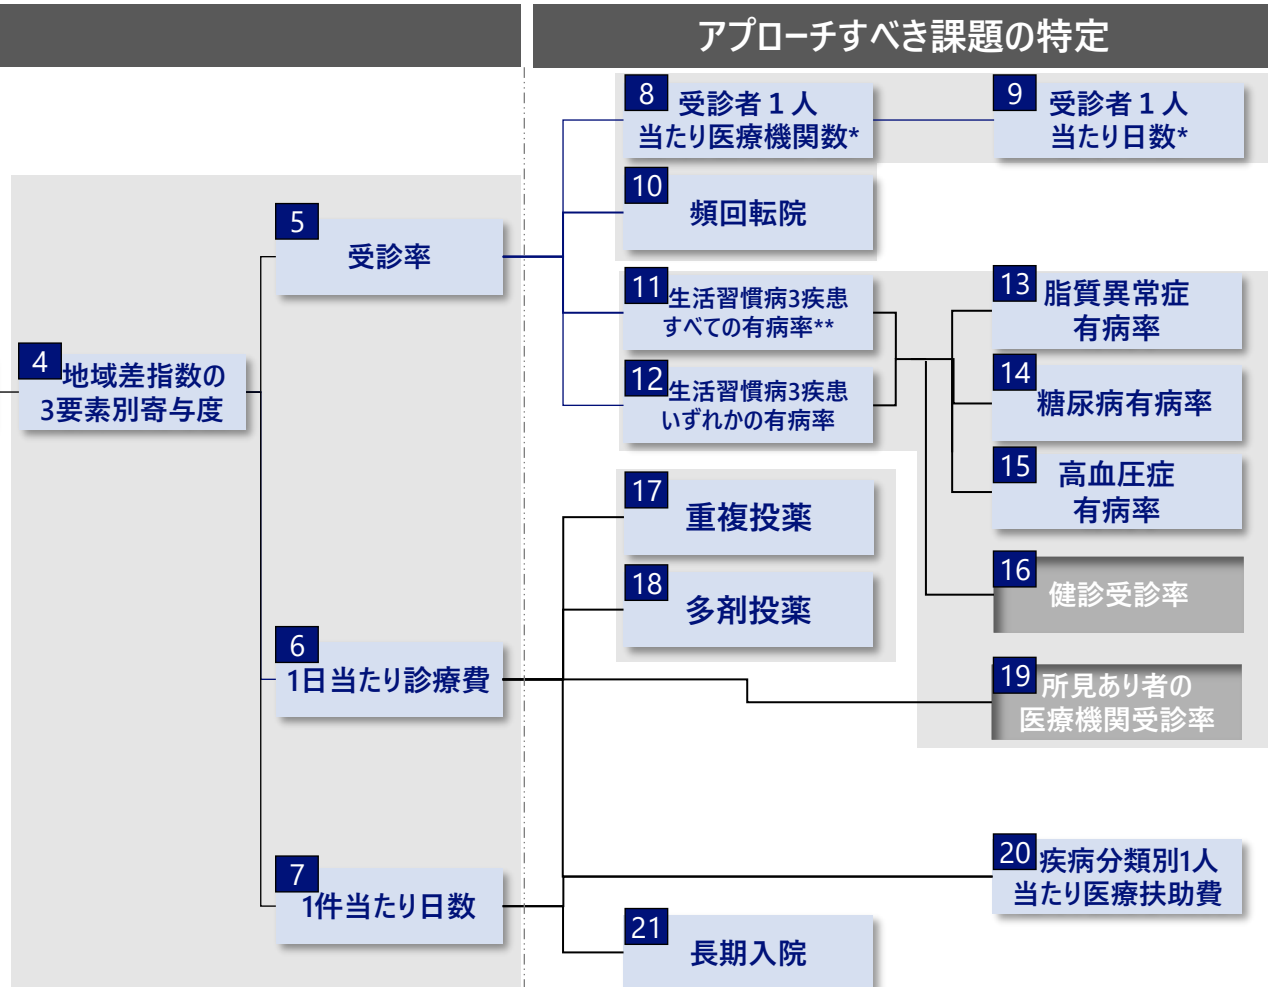 アプローチすべき課題の特定
8
受診者１人
当たり医療機関数*
9
受診者１人
当たり日数*
10
頻回転院
5
受診率
11
生活習慣病3疾患
すべての有病率**
13
脂質異常症
有病率
4
地域差指数の
3要素別寄与度
12
生活習慣病3疾患
いずれかの有病率
14
糖尿病有病率
15
高血圧症
有病率
17
重複投薬
16
健診受診率
18
多剤投薬
6
1日当たり診療費
19
所見あり者の
医療機関受診率
7
1件当たり日数
20
疾病分類別1人
当たり医療扶助費
21
長期入院